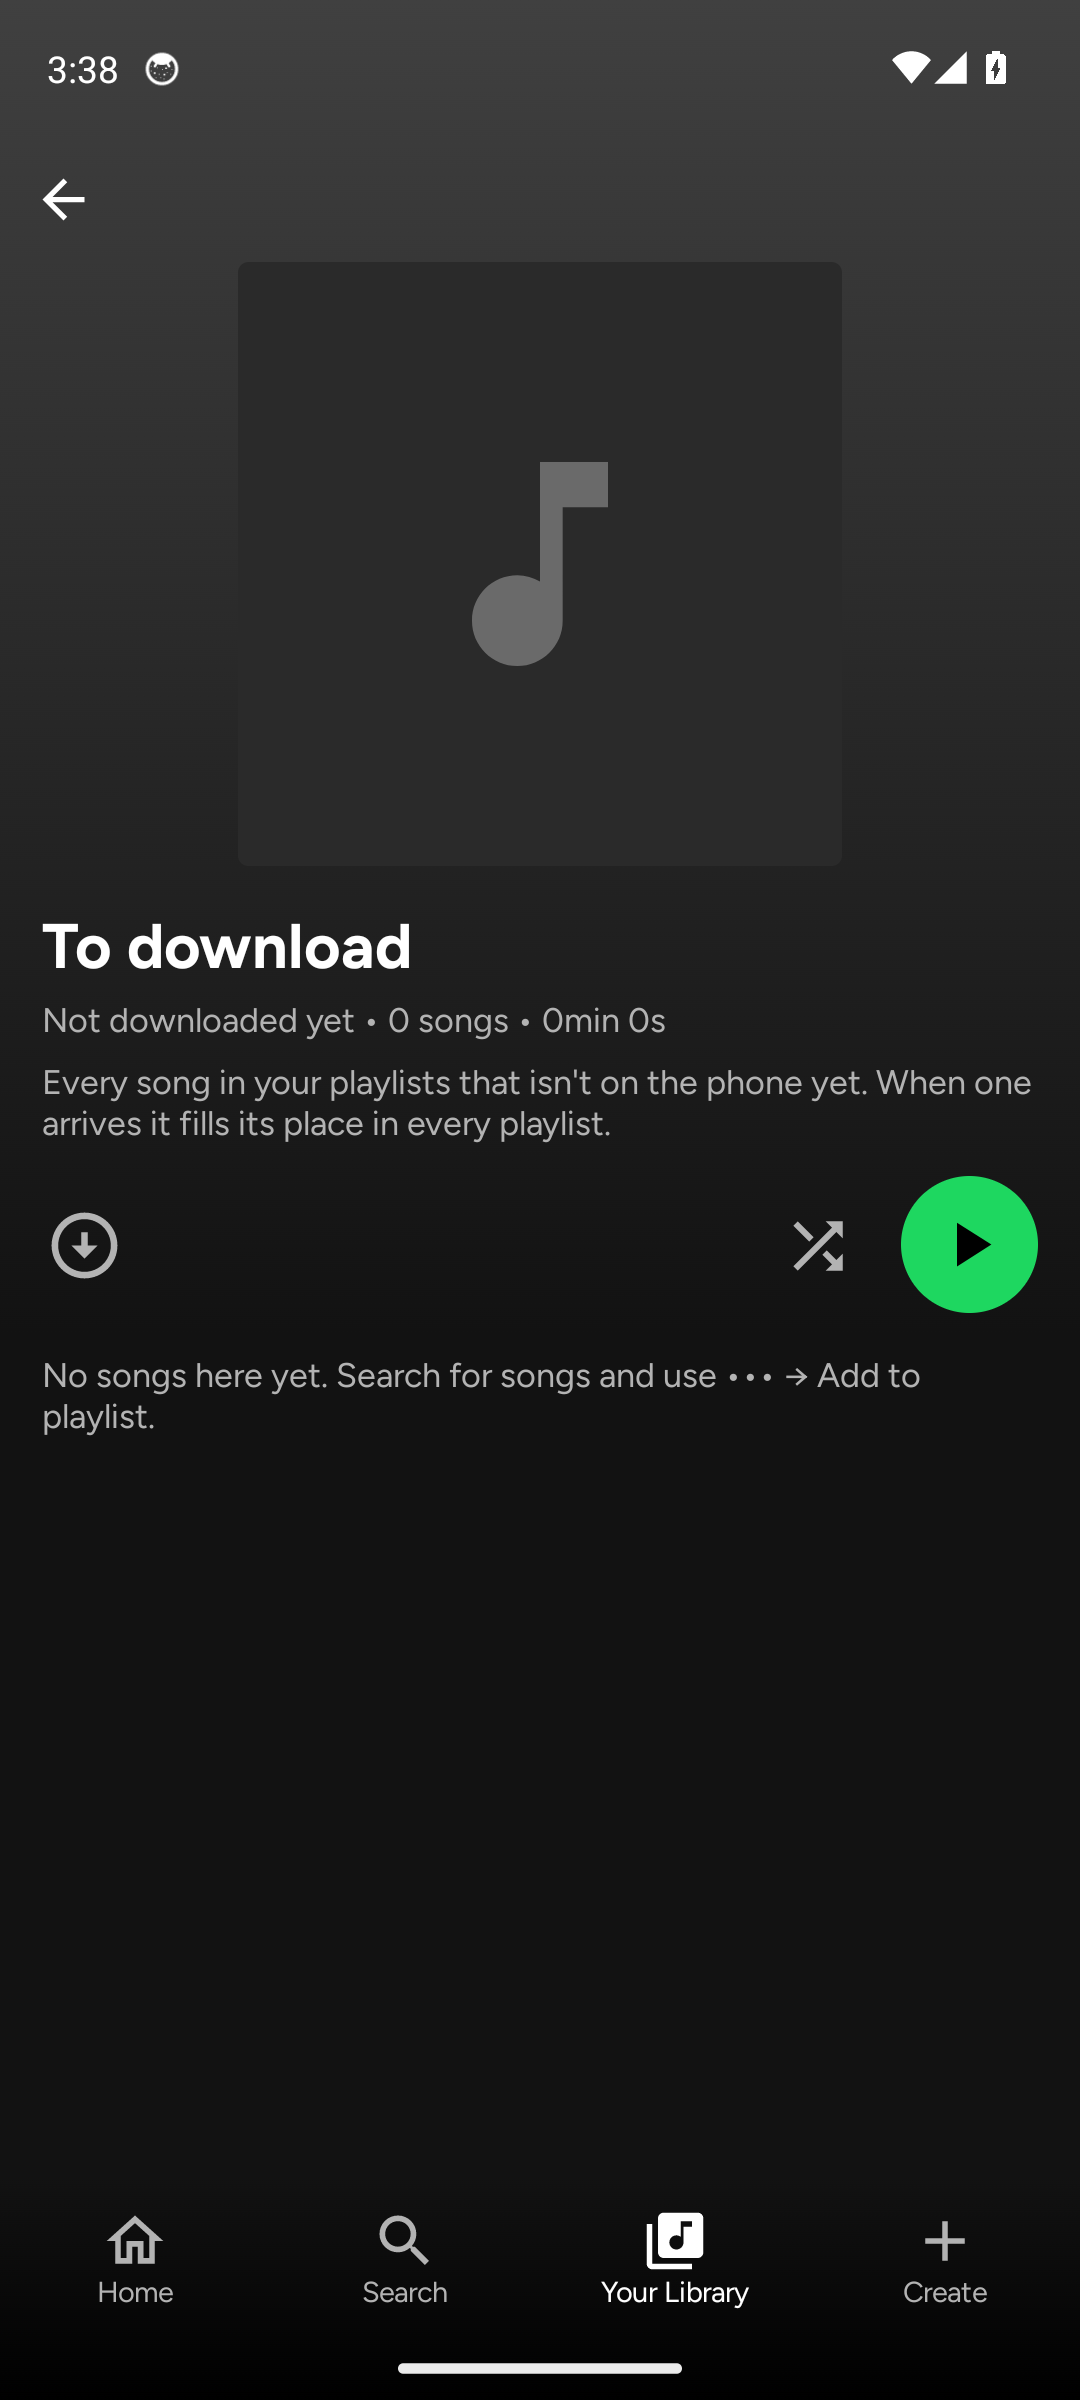 3:38
To download
Not downloaded yet • 0 songs • 0min 0s
Every song in your playlists that isn't on the phone yet. When one
arrives it fills its place in every playlist.
No songs here yet. Search for songs and use ••• → Add to
playlist.
Home
Search
Your Library
Create